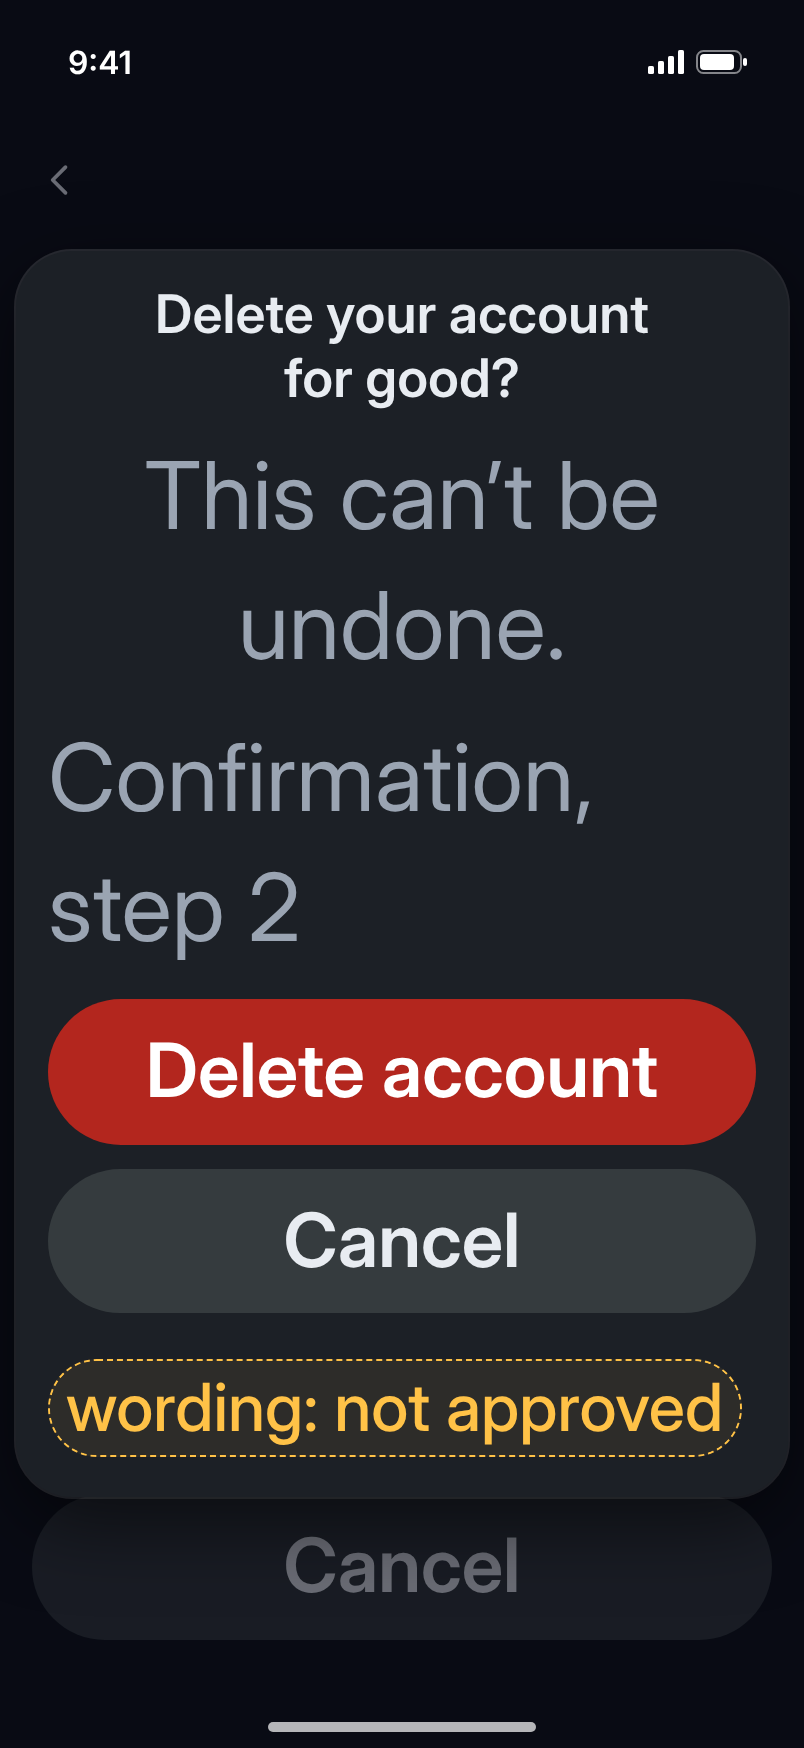 9:41
Delete your account
for good?
This can’t be
undone.
Confirmation,
step 2
Delete account
Cancel
wording: not approved
Cancel